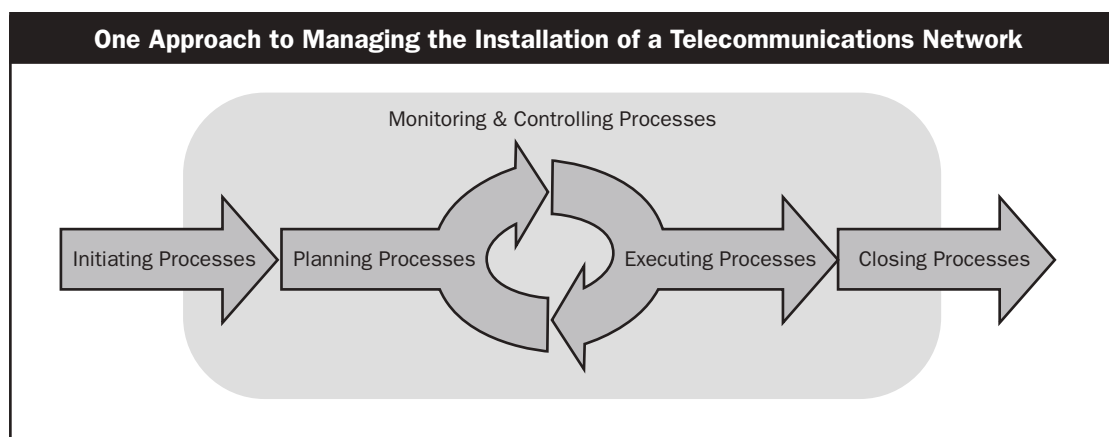 One Approach to Managing the Installation of a Telecommunications Network
Monitoring & Controlling Processes
Initiating Processes
Planning Processes
Executing Processes
Closing Processes